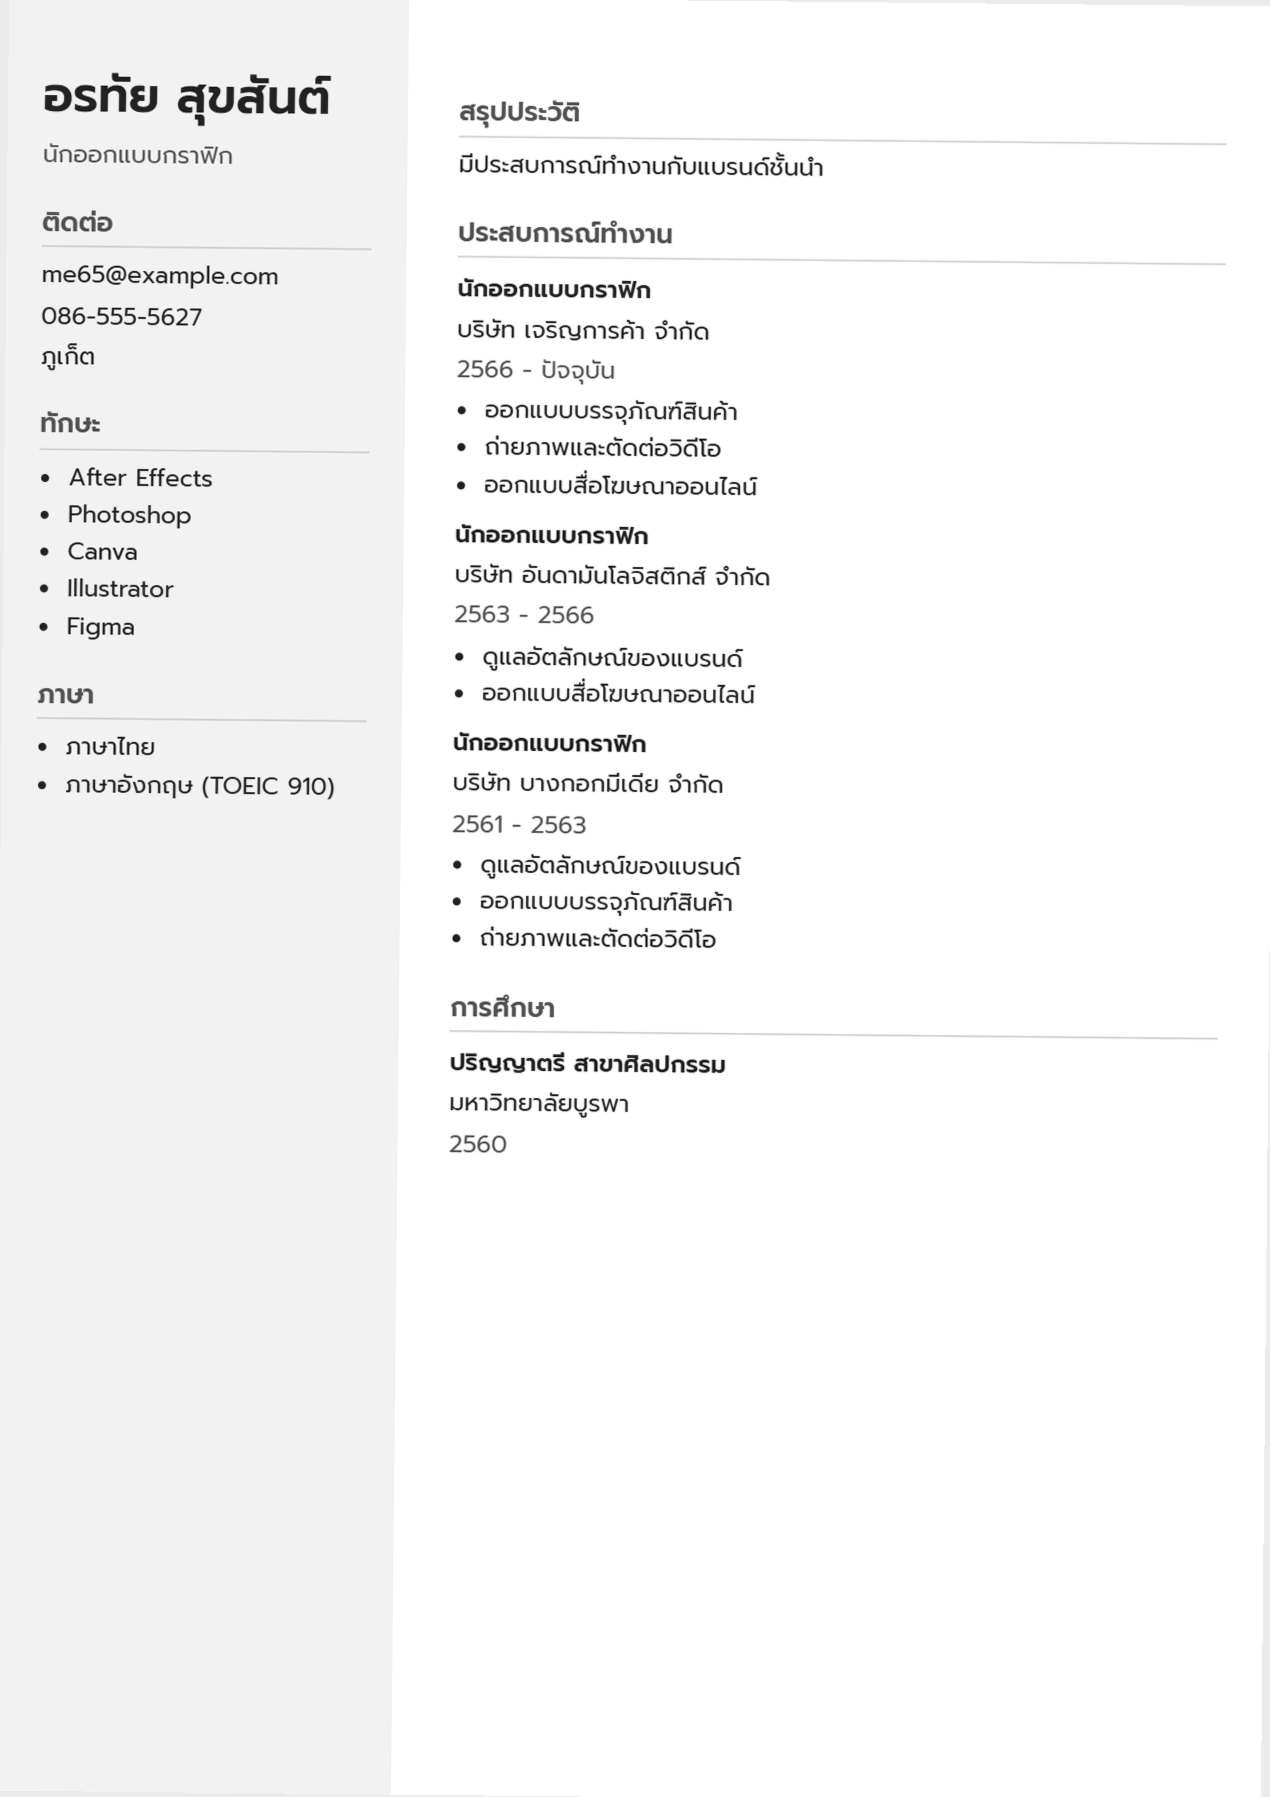 อรทัย สุขสันต์
นักออกแบบกราฟิก
ติดต่อ
me65@example.com
086-555-5627
ภูเก็ต
ทักษะ
• After Effects
• Photoshop
• Canva
• Illustrator
• Figma
ภาษา
• ภาษาไทย
• ภาษาอังกฤษ (TOEIC 910)
สรุปประวัติ
มีประสบการณ์ทำงานกับแบรนด์ชั้นนำ
ประสบการณ์ทำงาน
นักออกแบบกราฟิก
บริษัท เจริญการค้า จำกัด
2566 - ปัจจุบัน
• ออกแบบบรรจุภัณฑ์สินค้า
• ถ่ายภาพและตัดต่อวิดีโอ
• ออกแบบสื่อโฆษณาออนไลน์
นักออกแบบกราฟิก
บริษัท อันดามันโลจิสติกส์ จำกัด
2563 - 2566
• ดูแลอัตลักษณ์ของแบรนด์
• ออกแบบสื่อโฆษณาออนไลน์
นักออกแบบกราฟิก
บริษัท บางกอกมีเดีย จำกัด
2561 - 2563
• ดูแลอัตลักษณ์ของแบรนด์
• ออกแบบบรรจุภัณฑ์สินค้า
• ถ่ายภาพและตัดต่อวิดีโอ
การศึกษา
ปริญญาตรี สาขาศิลปกรรม
มหาวิทยาลัยบูรพา
2560